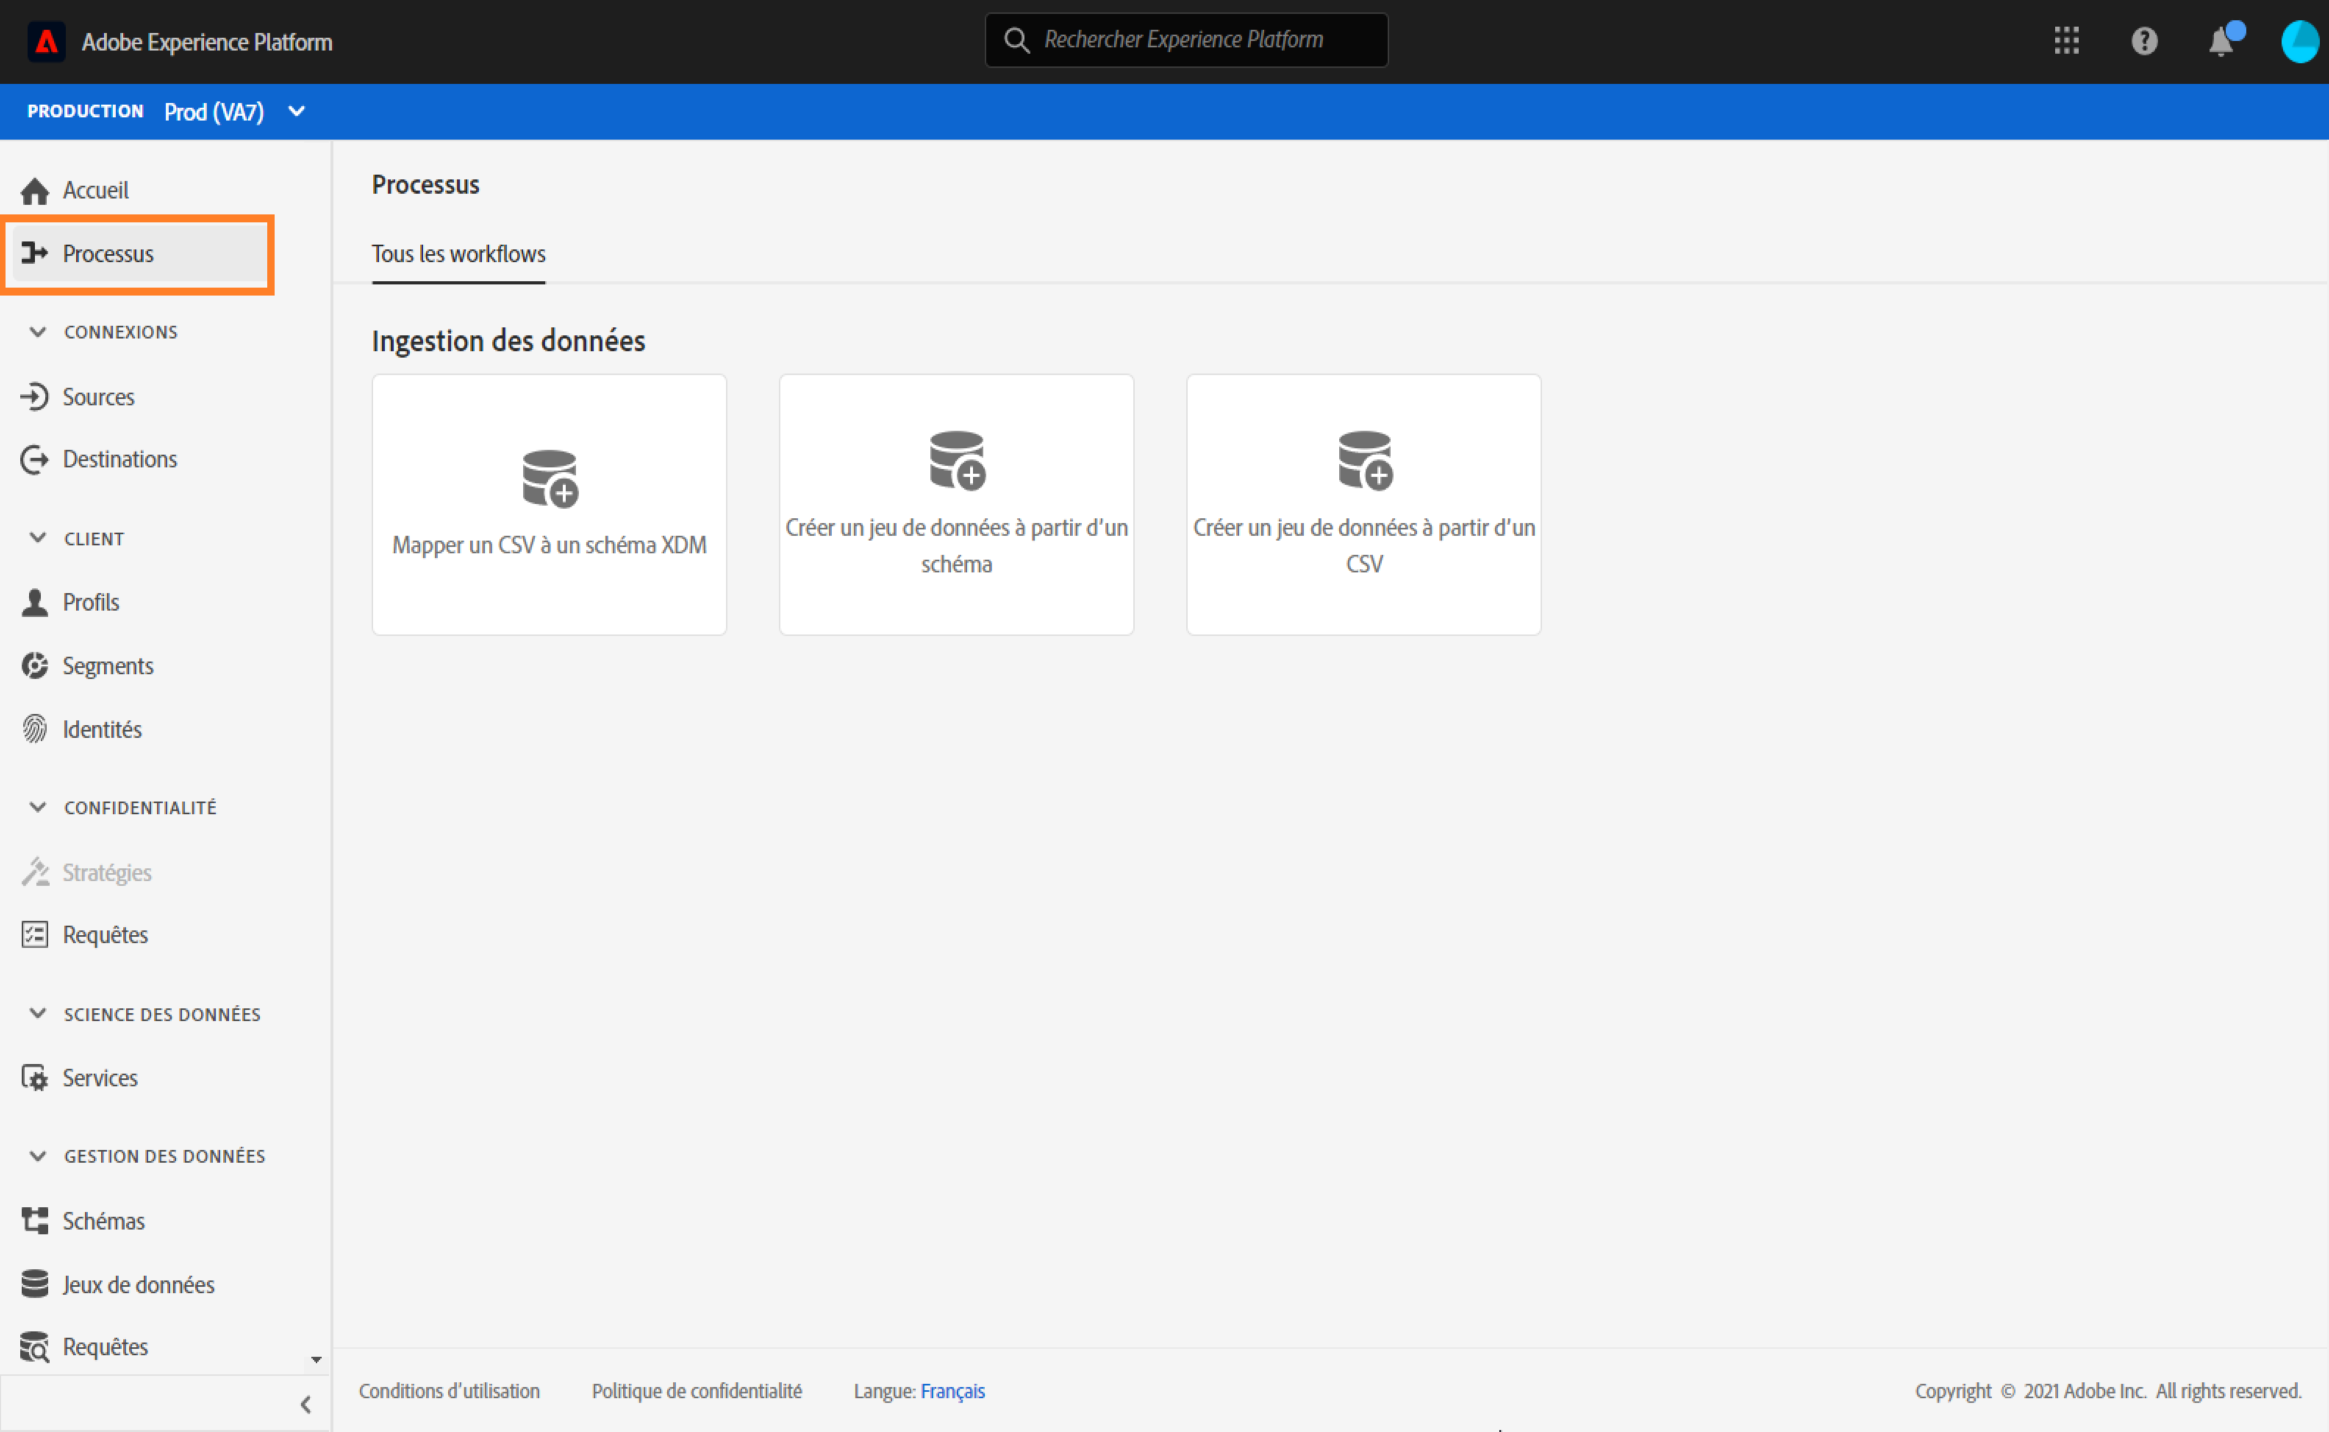 Adobe Experience Platform
Rechercher Experience Platform
PRODUCTION Prod (VA7)
Accueil
Processus
CONNEXIONS
Sources
Destinations
CLIENT
Profils
Segments
Identités
CONFIDENTIALITÉ
Stratégies
Requêtes
SCIENCE DES DONNÉES
Services
GESTION DES DONNÉES
Schémas
Jeux de données
Requêtes
Processus
Tous les workflows
Ingestion des données
Mapper un CSV à un schéma XDM
Créer un jeu de données à partir d'un
schéma
Créer un jeu de données à partir d'un
CSV
Conditions d'utilisation Politique de confidentialité Langue: Français Copyright © 2021 Adobe Inc. All rights reserved.